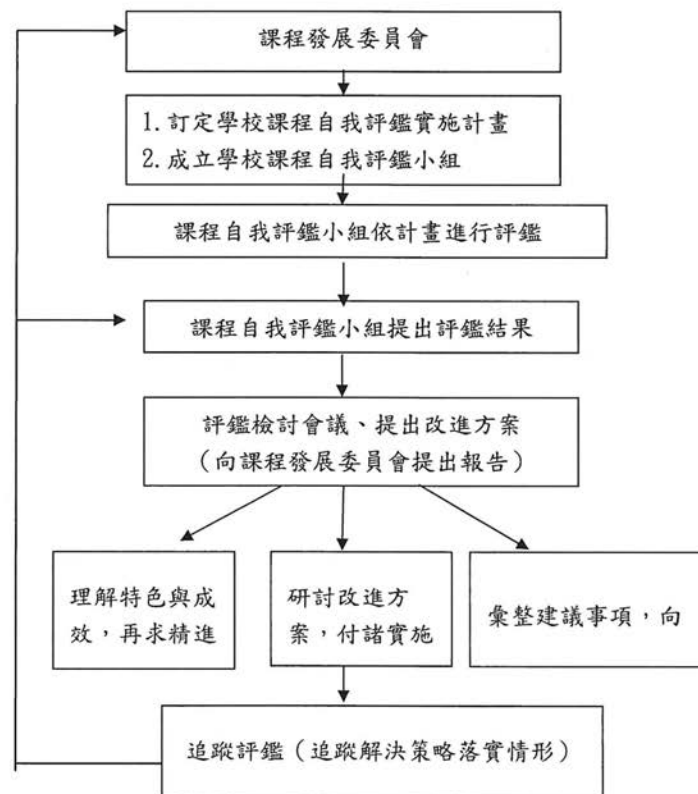 課程發展委員會
1.訂定學校課程自我評鑑實施計畫
2.成立學校課程自我評鑑小組
課程自我評鑑小組依計畫進行評鑑
課程自我評鑑小組提出評鑑結果
評鑑檢討會議、提出改進方案
（向課程發展委員會提出報告）
理解特色與成
效，再求精進
研討改進方
案，付諸實施
彙整建議事項，向
追蹤評鑑（追蹤解決策略落實情形）